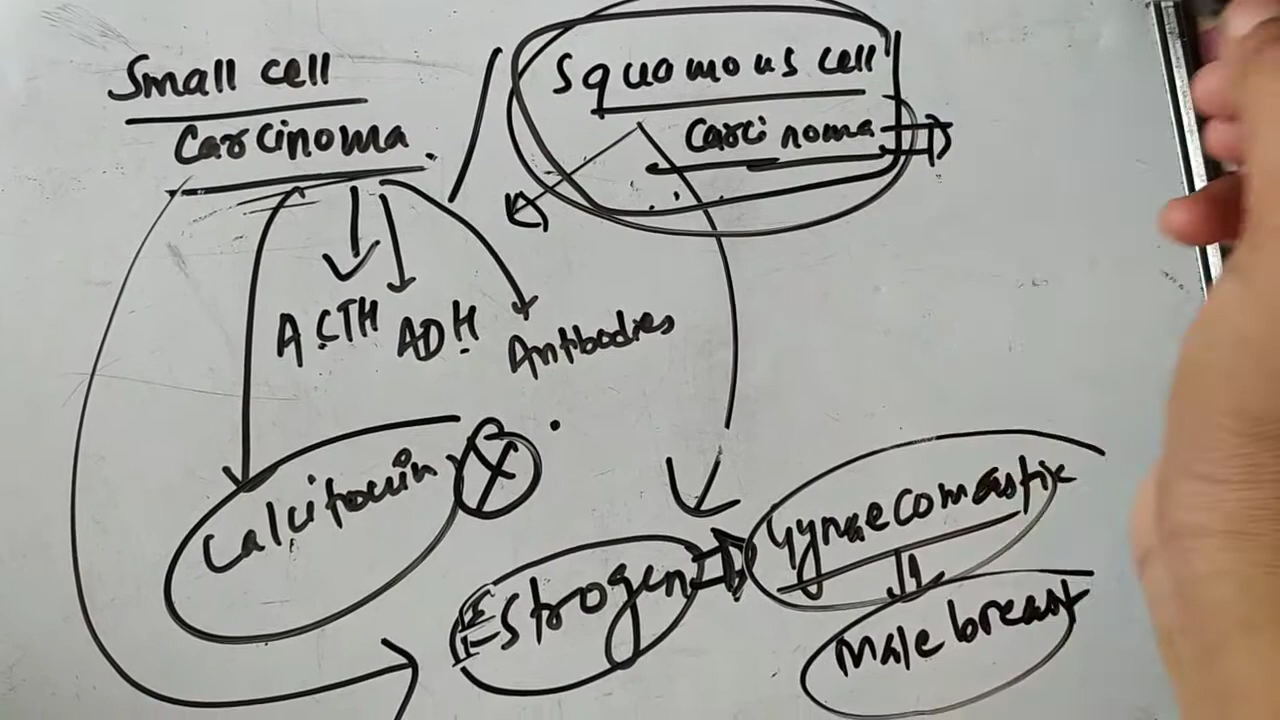 Small cell
carcinoma.
Squamous cell
carcinoma
ACTH
ADH
Antibodies
Calcitonin
Estrogen
Gynaecomastia
Male breast